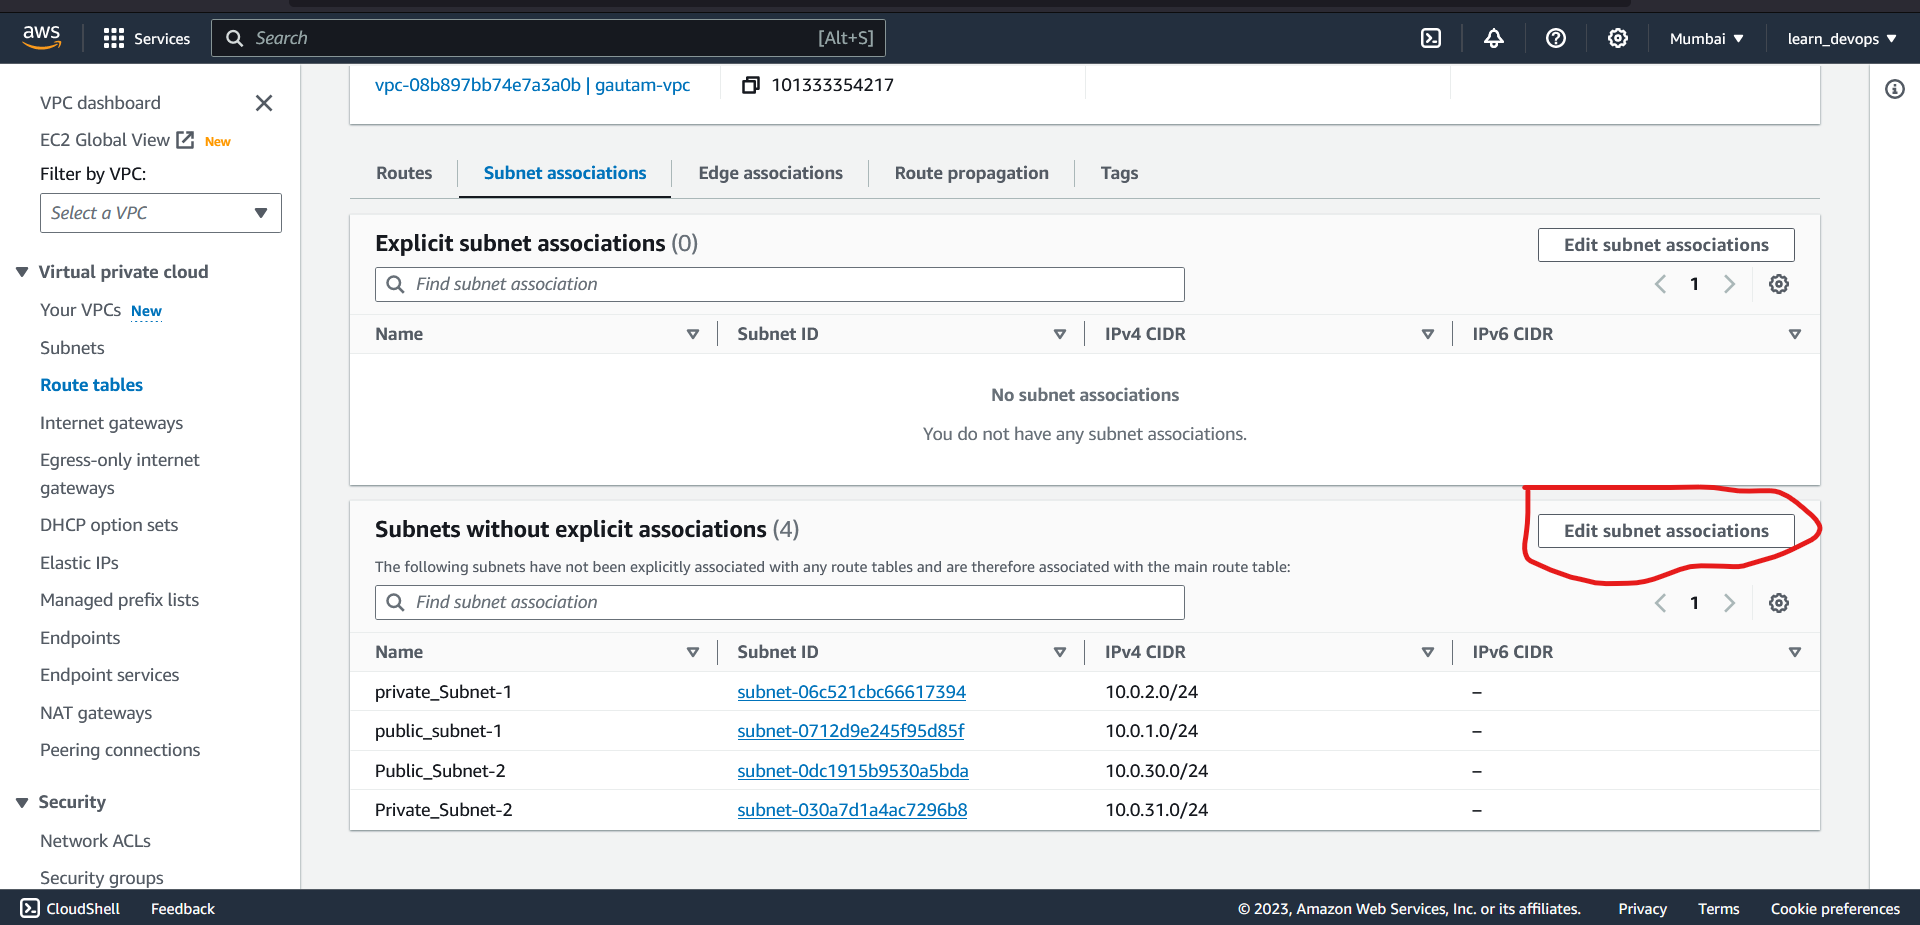 aws
Services
Search
[Alt+S]
Mumbai
learn_devops
VPC dashboard
EC2 Global View
New
Filter by VPC:
Select a VPC
Virtual private cloud
Your VPCs New
Subnets
Route tables
Internet gateways
Egress-only internet
gateways
DHCP option sets
Elastic IPs
Managed prefix lists
Endpoints
Endpoint services
NAT gateways
Peering connections
Security
Network ACLs
Security groups
vpc-08b897bb74e7a3a0b | gautam-vpc
101333354217
Routes
Subnet associations
Edge associations
Route propagation
Tags
Explicit subnet associations (0)
Edit subnet associations
Find subnet association
1
Name Subnet ID IPv4 CIDR IPv6 CIDR
No subnet associations
You do not have any subnet associations.
Subnets without explicit associations (4)
Edit subnet associations
The following subnets have not been explicitly associated with any route tables and are therefore associated with the main route table:
Find subnet association
1
Name Subnet ID IPv4 CIDR IPv6 CIDR
private_Subnet-1 subnet-06c521cbc66617394 10.0.2.0/24 –
public_subnet-1 subnet-0712d9e245f95d85f 10.0.1.0/24 –
Public_Subnet-2 subnet-0dc1915b9530a5bda 10.0.30.0/24 –
Private_Subnet-2 subnet-030a7d1a4ac7296b8 10.0.31.0/24 –
CloudShell
Feedback
© 2023, Amazon Web Services, Inc. or its affiliates.
Privacy
Terms
Cookie preferences